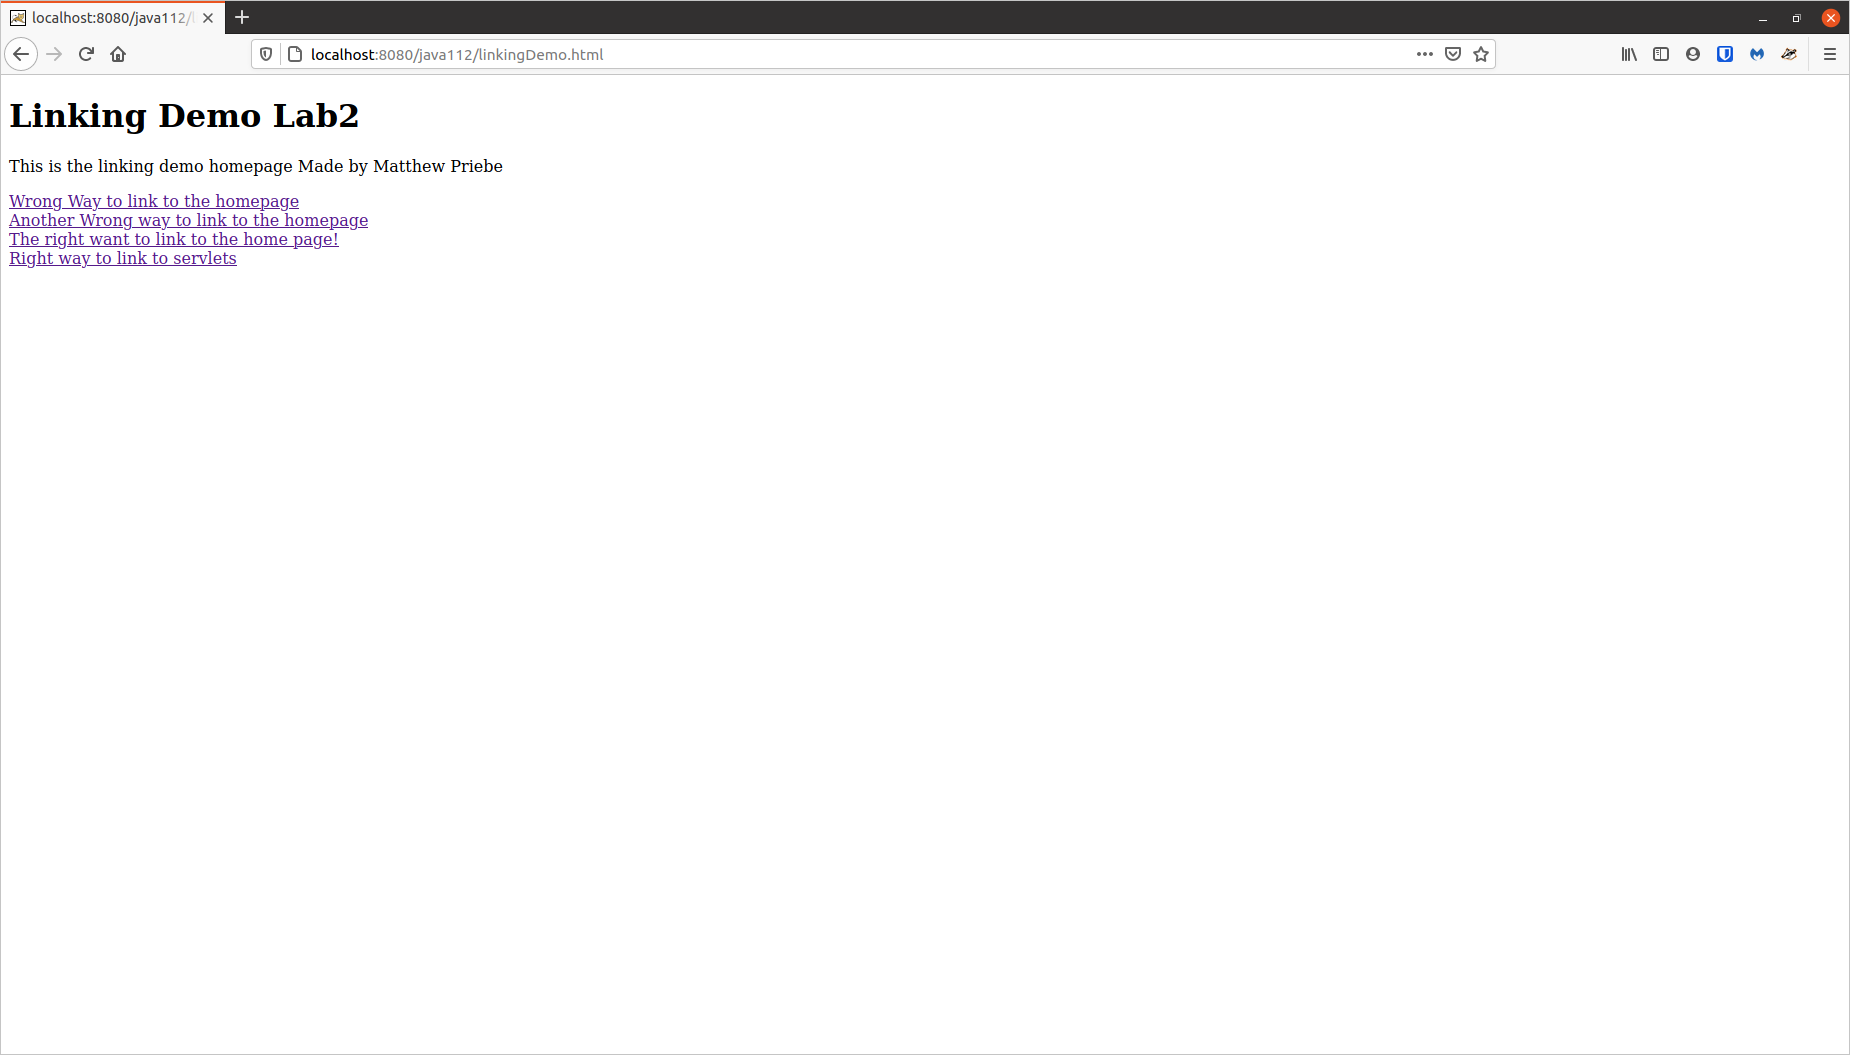 localhost:8080/java112/l
localhost:8080/java112/linkingDemo.html
Linking Demo Lab2
This is the linking demo homepage Made by Matthew Priebe
Wrong Way to link to the homepage
Another Wrong way to link to the homepage
The right want to link to the home page!
Right way to link to servlets